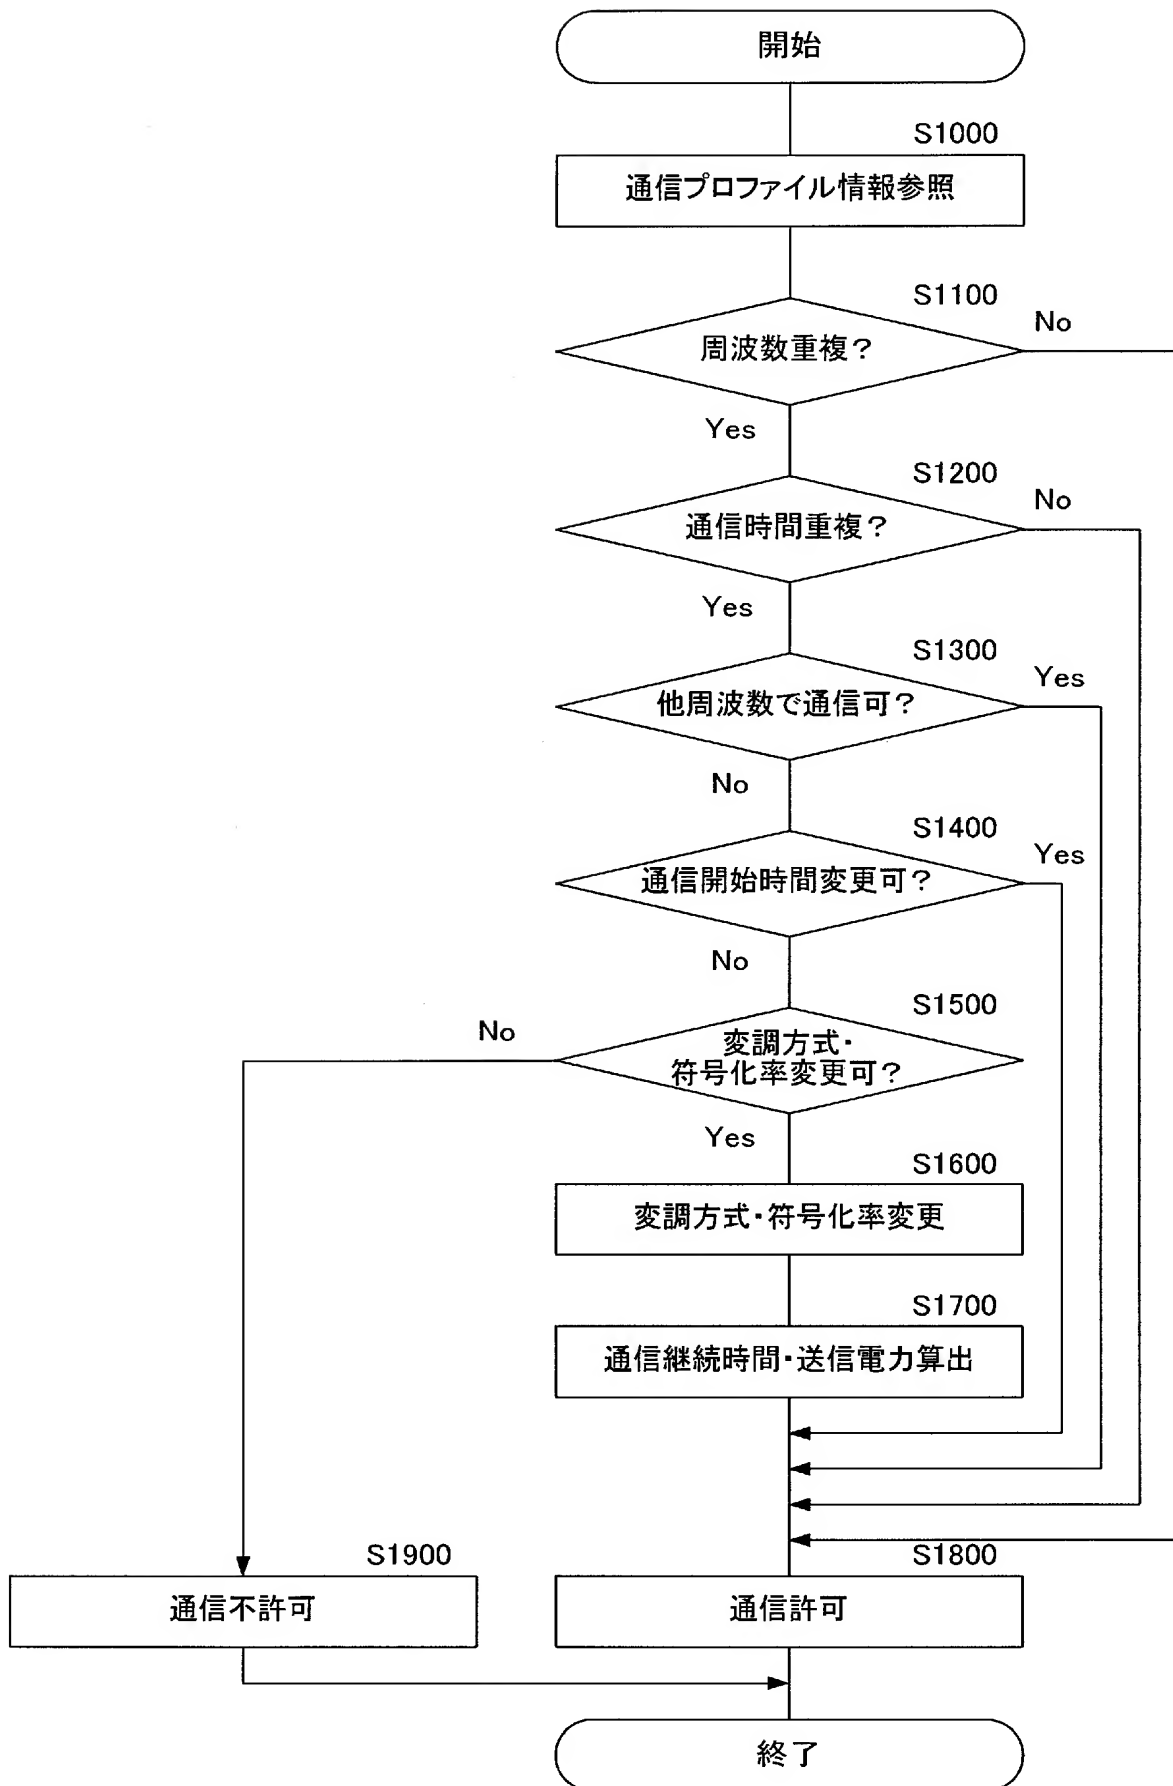 開始
S1000
通信プロファイル情報参照
S1100
No
周波数重複？
Yes
S1200
No
通信時間重複？
Yes
S1300
Yes
他周波数で通信可？
No
S1400
Yes
通信開始時間変更可？
No
S1500
No
変調方式・
符号化率変更可？
Yes
S1600
変調方式・符号化率変更
S1700
通信継続時間・送信電力算出
S1900
S1800
通信不許可
通信許可
終了